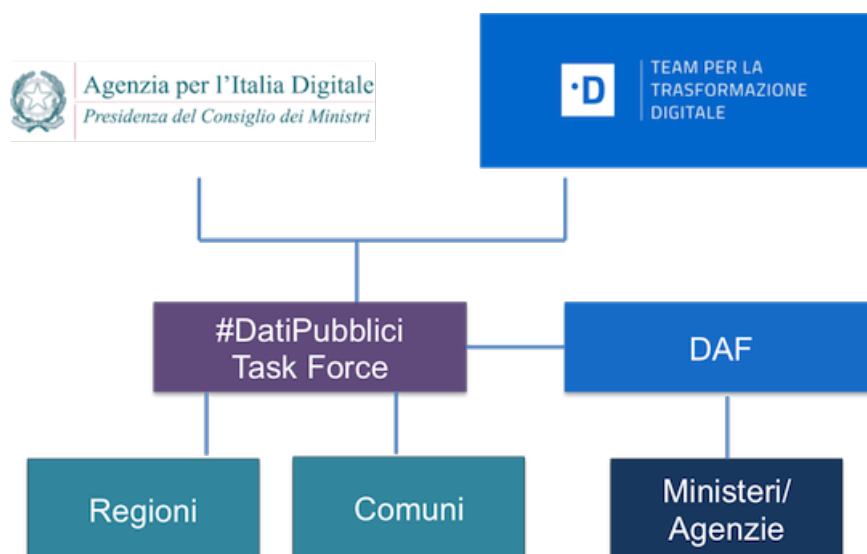 Agenzia per l'Italia Digitale
Presidenza del Consiglio dei Ministri
·D
TEAM PER LA
TRASFORMAZIONE
DIGITALE
#DatiPubblici
Task Force
DAF
Regioni
Comuni
Ministeri/
Agenzie